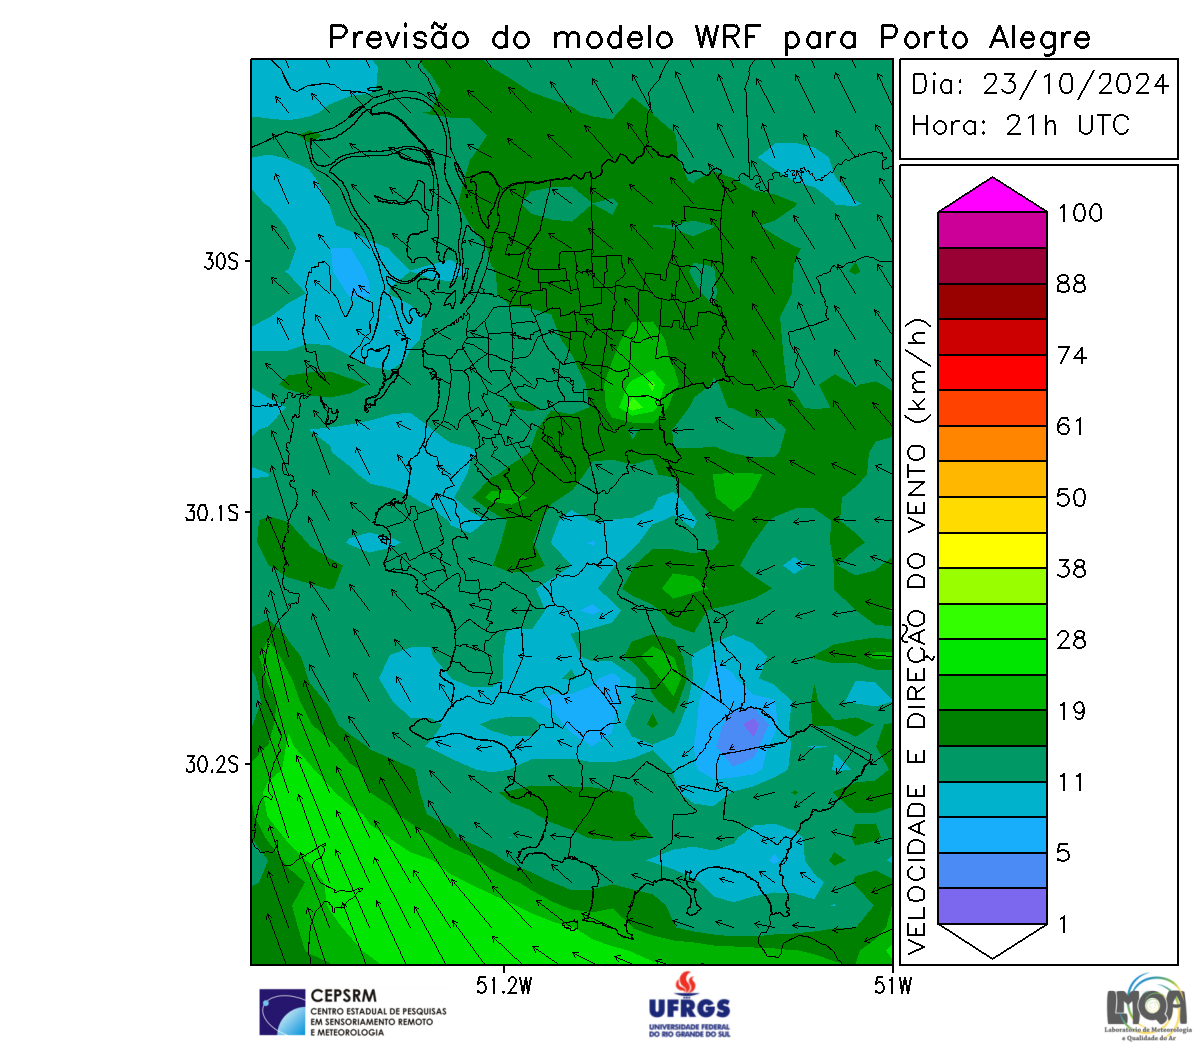 Previsão do modelo WRF para Porto Alegre
Dia: 23/10/2024
Hora: 21h UTC
30S
30.1S
30.2S
51.2W
51W
VELOCIDADE E DIREÇÃO DO VENTO (km/h)
100
88
74
61
50
38
28
19
11
5
1
CEPSRM
CENTRO ESTADUAL DE PESQUISAS
EM SENSORIAMENTO REMOTO
E METEOROLOGIA
UFRGS
UNIVERSIDADE FEDERAL
DO RIO GRANDE DO SUL
LMQA
Laboratório de Meteorologia
e Qualidade do Ar